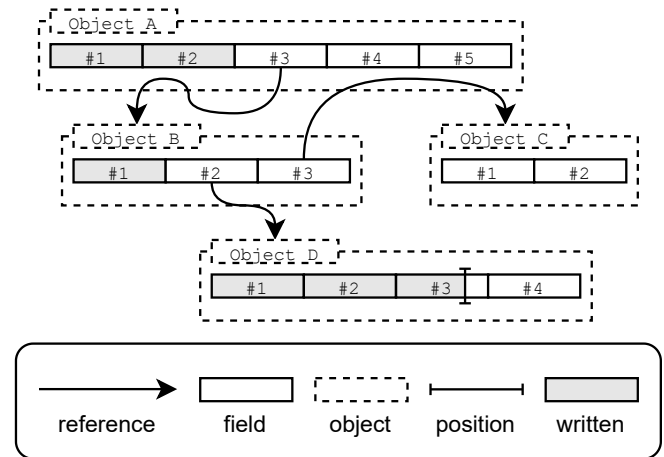 Object A
#1 #2 #3 #4 #5
Object B
Object C
#1 #2 #3
#1 #2
Object D
#1 #2 #3 #4
reference field object position written